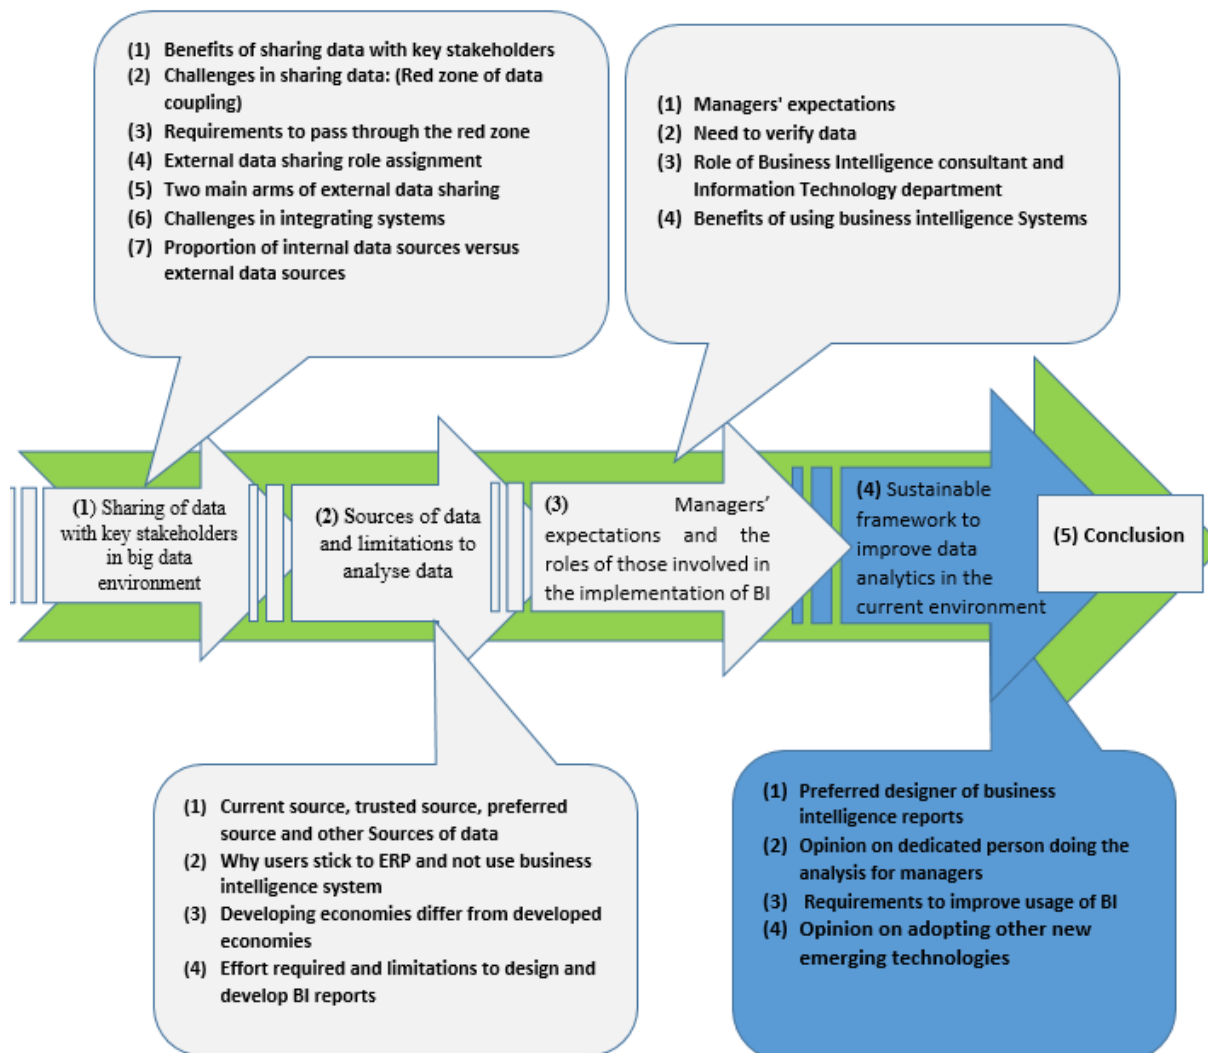 (1) Benefits of sharing data with key stakeholders
(2) Challenges in sharing data: (Red zone of data
coupling)
(3) Requirements to pass through the red zone
(4) External data sharing role assignment
(5) Two main arms of external data sharing
(6) Challenges in integrating systems
(7) Proportion of internal data sources versus
external data sources
(1) Managers' expectations
(2) Need to verify data
(3) Role of Business Intelligence consultant and
Information Technology department
(4) Benefits of using business intelligence Systems
(1) Sharing of data
with key stakeholders
in big data
environment
(2) Sources of data
and limitations to
analyse data
(3) Managers’
expectations and the
roles of those involved in
the implementation of BI
(4) Sustainable
framework to
improve data
analytics in the
current environment
(5) Conclusion
(1) Current source, trusted source, preferred
source and other Sources of data
(2) Why users stick to ERP and not use business
intelligence system
(3) Developing economies differ from developed
economies
(4) Effort required and limitations to design and
develop BI reports
(1) Preferred designer of business
intelligence reports
(2) Opinion on dedicated person doing the
analysis for managers
(3) Requirements to improve usage of BI
(4) Opinion on adopting other new
emerging technologies